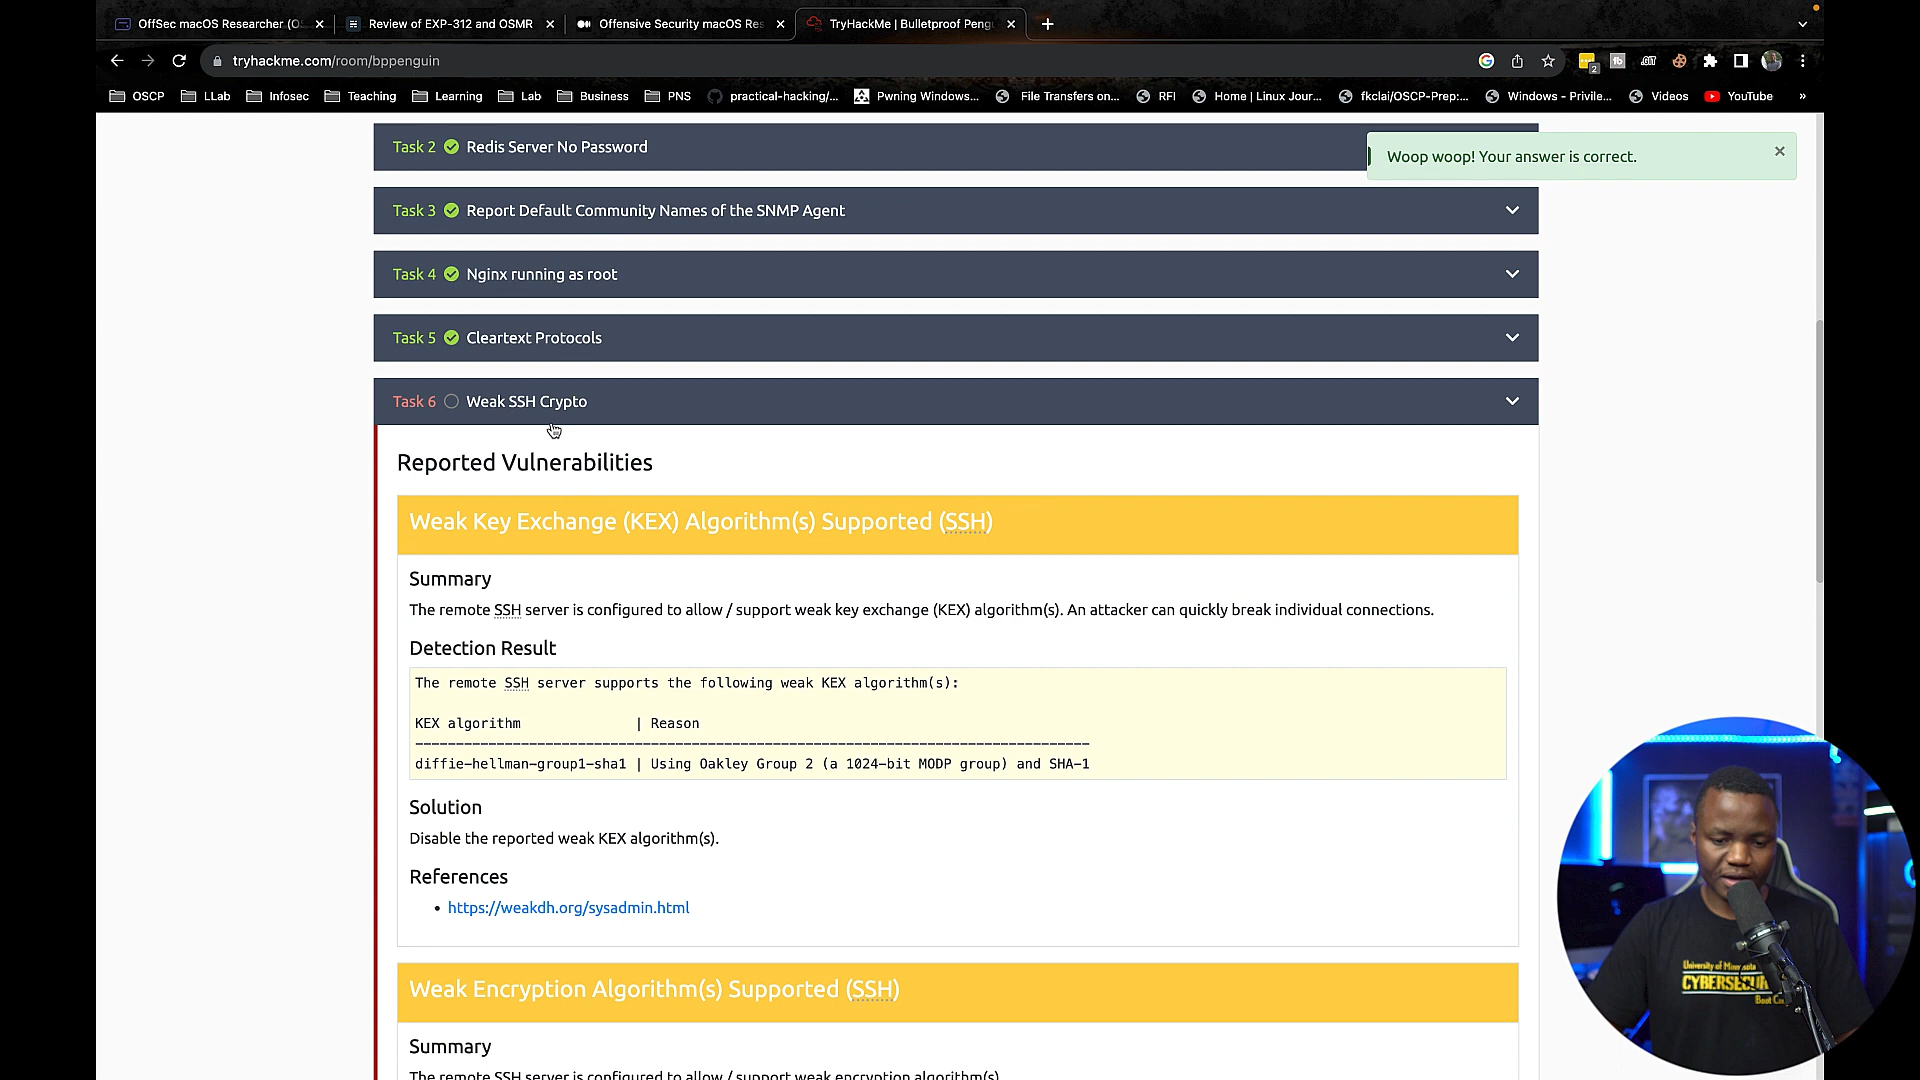 OffSec macOS Researcher (O
Review of EXP-312 and OSMR
Offensive Security macOS Res
TryHackMe | Bulletproof Peng
tryhackme.com/room/bppenguin
2
OSCP
LLab
Infosec
Teaching
Learning
Lab
Business
PNS
practical-hacking/...
Pwning Windows...
File Transfers on...
RFI
Home | Linux Jour...
fkclai/OSCP-Prep:...
Windows - Privile...
Videos
YouTube
»
Task 2 Redis Server No Password
Woop woop! Your answer is correct.
Task 3 Report Default Community Names of the SNMP Agent
Task 4 Nginx running as root
Task 5 Cleartext Protocols
Task 6 Weak SSH Crypto
Reported Vulnerabilities
Weak Key Exchange (KEX) Algorithm(s) Supported (SSH)
Summary
The remote SSH server is configured to allow / support weak key exchange (KEX) algorithm(s). An attacker can quickly break individual connections.
Detection Result
The remote SSH server supports the following weak KEX algorithm(s):
KEX algorithm | Reason
--------------------------------------------------------------------------------
diffie-hellman-group1-sha1 | Using Oakley Group 2 (a 1024-bit MODP group) and SHA-1
Solution
Disable the reported weak KEX algorithm(s).
References
• https://weakdh.org/sysadmin.html
Weak Encryption Algorithm(s) Supported (SSH)
Summary
The remote SSH server is configured to allow / support weak encryption algorithm(s).
University of
Boot